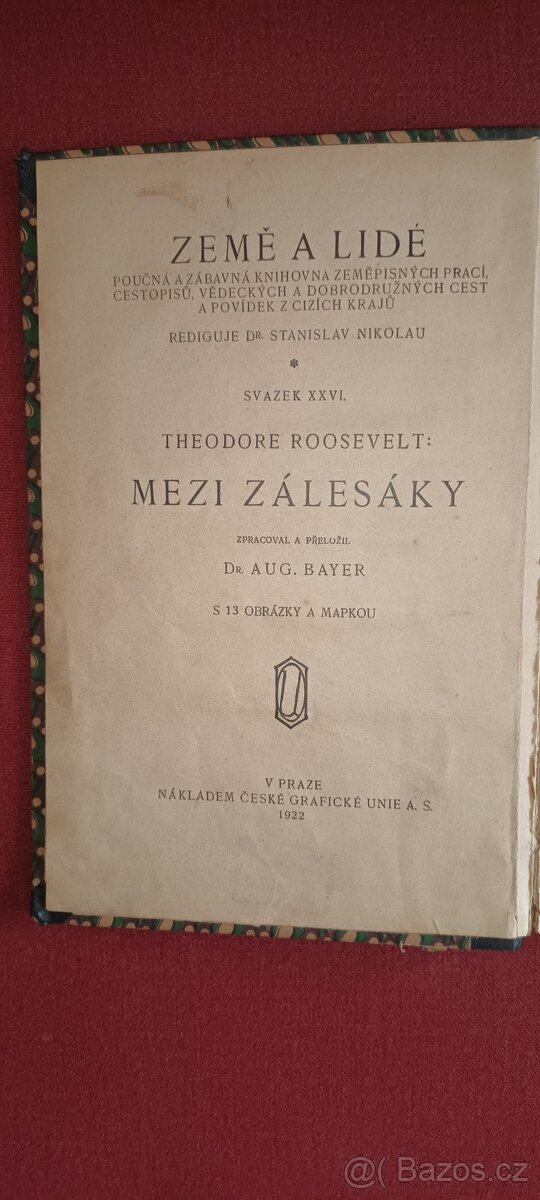 ZEMĚ A LIDÉ
POUČNÁ A ZÁBAVNÁ KNIHOVNA ZEMĚPISNÝCH PRACÍ,
CESTOPISŮ, VĚDECKÝCH A DOBRODRUŽNÝCH CEST
A POVÍDEK Z CIZÍCH KRAJŮ
REDIGUJE DR. STANISLAV NIKOLAU
*
SVAZEK XXVI.
THEODORE ROOSEVELT:
MEZI ZÁLESÁKY
ZPRACOVAL A PŘELOŽIL
DR. AUG. BAYER
S 13 OBRÁZKY A MAPKOU
V PRAZE
NÁKLADEM ČESKÉ GRAFICKÉ UNIE A. S.
1922
@ Bazoš.cz